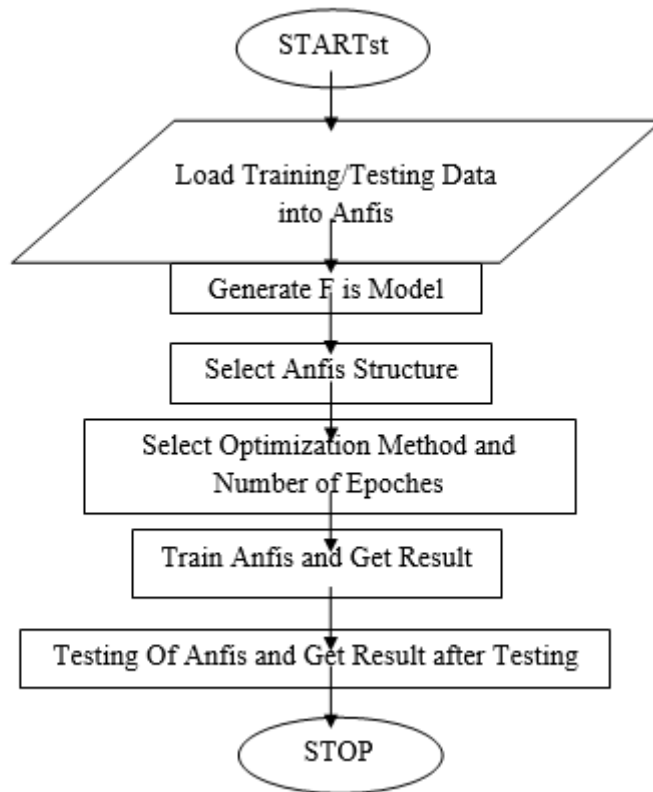 STARTst
Load Training/Testing Data
into Anfis
Generate F is Model
Select Anfis Structure
Select Optimization Method and
Number of Epoches
Train Anfis and Get Result
Testing Of Anfis and Get Result after Testing
STOP